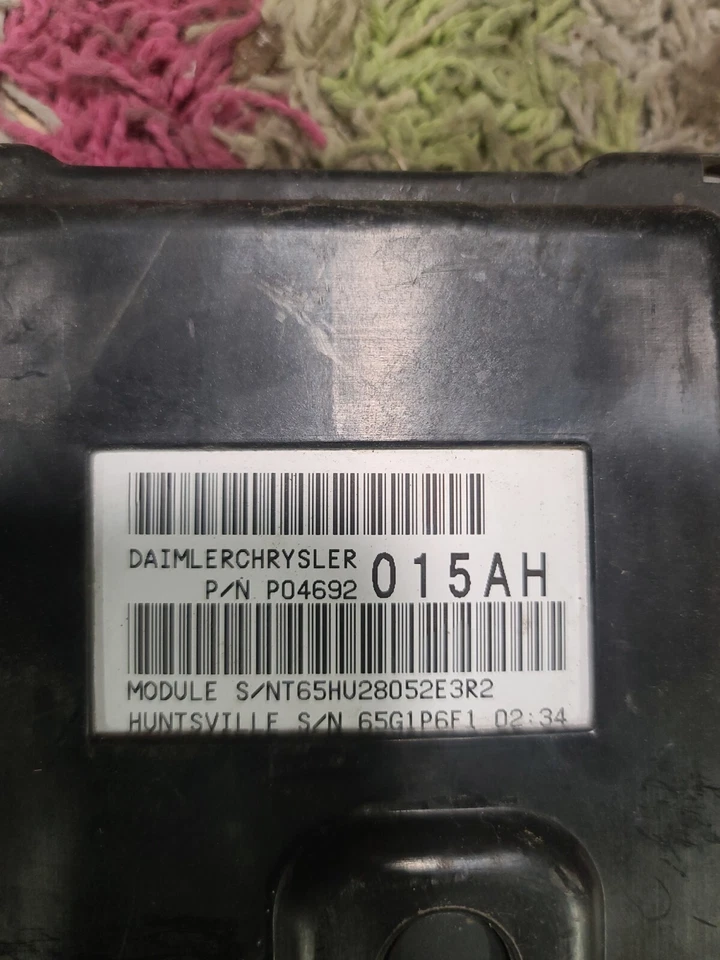 DAIMLERCHRYSLER
P/N P04692 015AH
MODULE S/NT65HU28052E3R2
HUNTSVILLE S/N 65G1P6F1 02:34